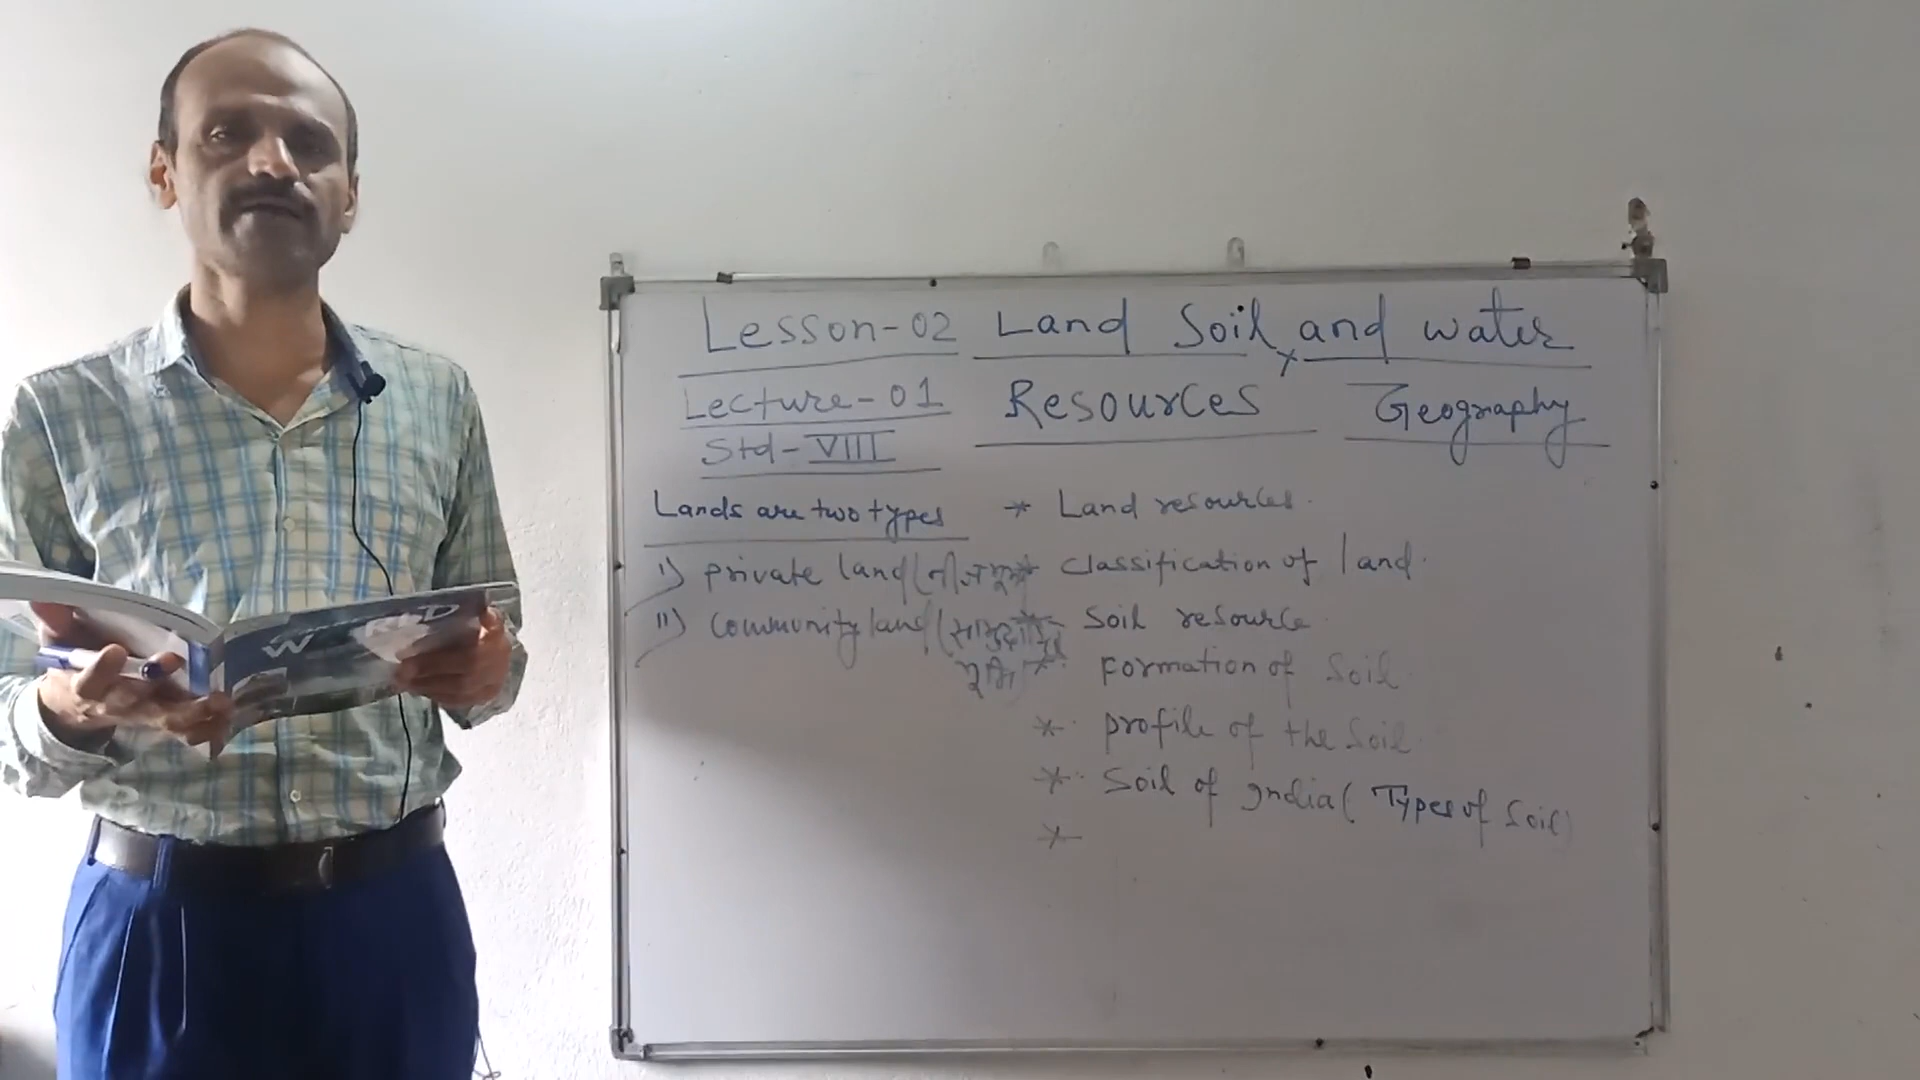 Lesson-02 Land Soil, and water
Lecture-01 Resources Geography
Std-VIII
Lands are two types
i) private land (नीज भूमि
ii) community land (सामुदायिक
भूमि
* Land resources.
* classification of land.
* Soil resource
* Formation of Soil.
* profile of the Soil.
* Soil of India ( Types of Soil)
*
W